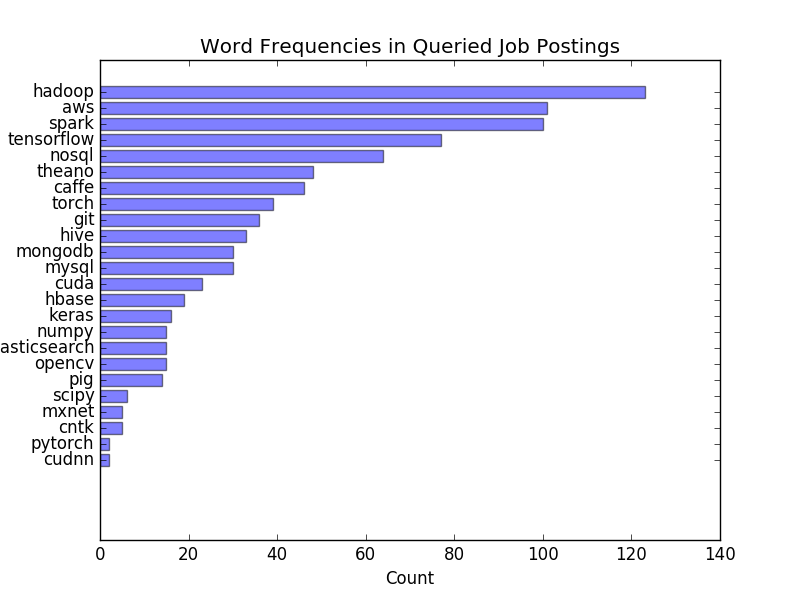 Word Frequencies in Queried Job Postings
hadoop
aws
spark
tensorflow
nosql
theano
caffe
torch
git
hive
mongodb
mysql
cuda
hbase
keras
numpy
asticsearch
opencv
pig
scipy
mxnet
cntk
pytorch
cudnn
0 20 40 60 80 100 120 140
Count